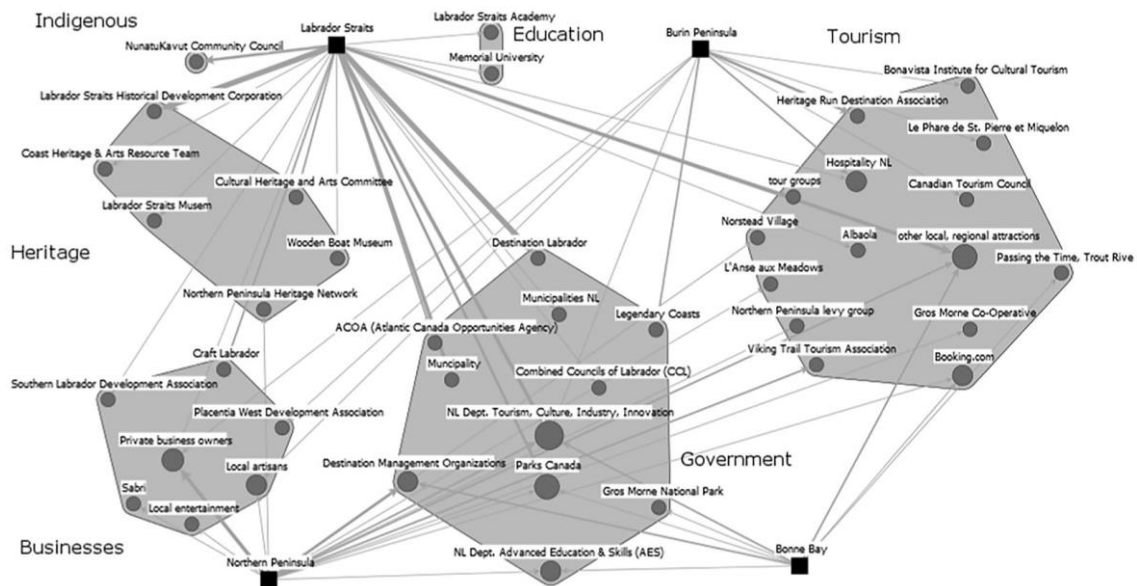 Indigenous
Labrador Straits
Labrador Straits Academy
Education
Burin Peninsula
Tourism
NunatuKavut Community Council
Memorial University
Bonavista Institute for Cultural Tourism
Labrador Straits Historical Development Corporation
Heritage Run Destination Association
Le Phare de St. Pierre et Miquelon
Coast Heritage & Arts Resource Team
Hospitality NL
Cultural Heritage and Arts Committee
tour groups
Canadian Tourism Council
Labrador Straits Musem
Norstead Village
Albaola
other local, regional attractions
Heritage
Wooden Boat Museum
Destination Labrador
Passing the Time, Trout Rive
L'Anse aux Meadows
Northern Peninsula Heritage Network
Municipalities NL
Legendary Coasts
Northern Peninsula levy group
Gros Morne Co-Operative
ACOA (Atlantic Canada Opportunities Agency)
Craft Labrador
Muncipality
Combined Councils of Labrador (CCL)
Viking Trail Tourism Association
Booking.com
Southern Labrador Development Association
Placentia West Development Association
NL Dept. Tourism, Culture, Industry, Innovation
Private business owners
Local artisans
Destination Management Organizations
Parks Canada
Government
Sabri
Local entertainment
Gros Morne National Park
Businesses
Northern Peninsula
NL Dept. Advanced Education & Skills (AES)
Bonne Bay